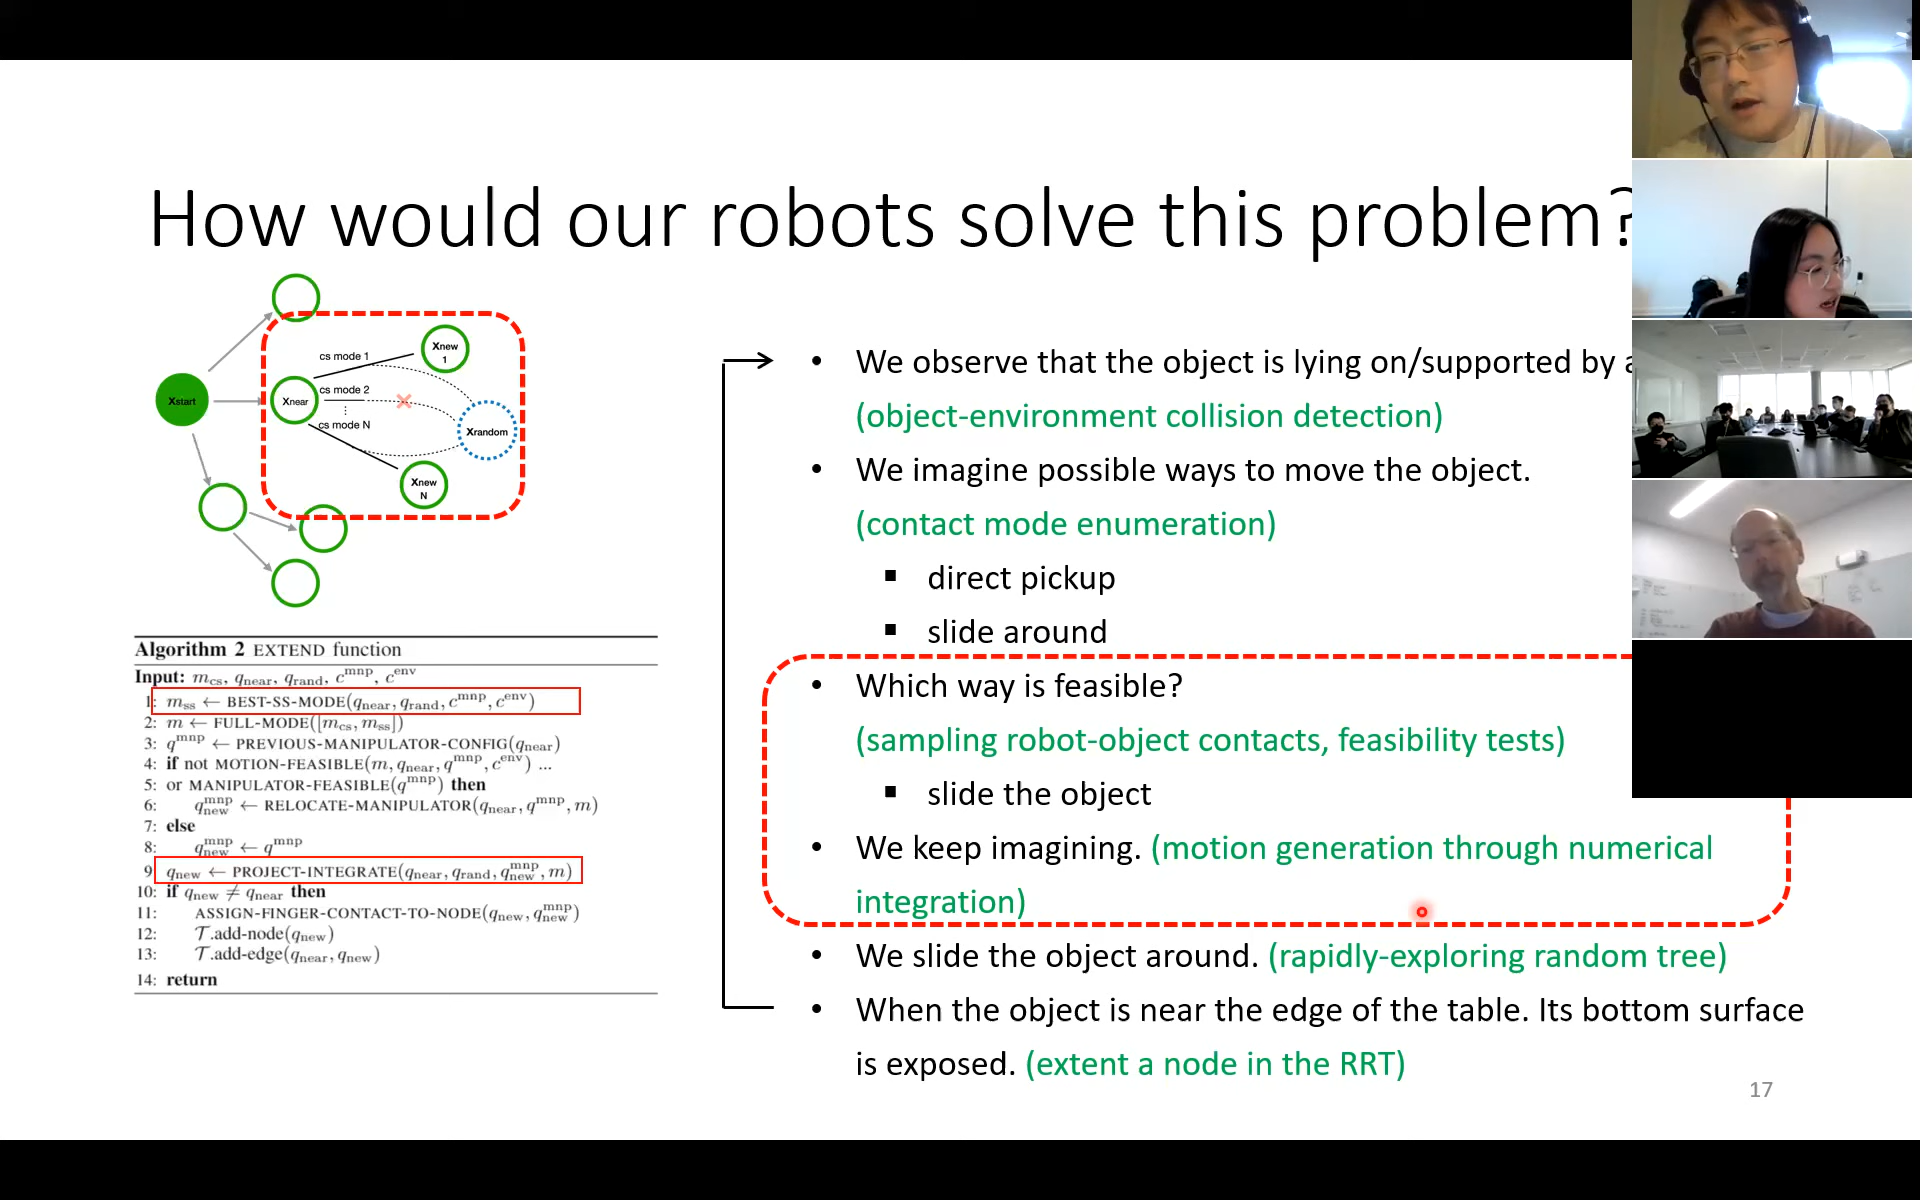 How would our robots solve this problem?
Xstart
Xnear
cs mode 1
cs mode 2
cs mode N
Xnew
1
Xrandom
Xnew
N
Algorithm 2 EXTEND function
Input: m_cs, q_near, q_rand, c^mnp, c^env
1: m_ss ← BEST-SS-MODE(q_near, q_rand, c^mnp, c^env)
2: m ← FULL-MODE([m_cs, m_ss])
3: q^mnp ← PREVIOUS-MANIPULATOR-CONFIG(q_near)
4: if not MOTION-FEASIBLE(m, q_near, q^mnp, c^env) ...
5: or MANIPULATOR-FEASIBLE(q^mnp) then
6: q_new^mnp ← RELOCATE-MANIPULATOR(q_near, q^mnp, m)
7: else
8: q_new^mnp ← q^mnp
9 q_new ← PROJECT-INTEGRATE(q_near, q_rand, q_new^mnp, m)
10: if q_new ≠ q_near then
11: ASSIGN-FINGER-CONTACT-TO-NODE(q_new, q_new^mnp)
12: T.add-node(q_new)
13: T.add-edge(q_near, q_new)
14: return
• We observe that the object is lying on/supported by
(object-environment collision detection)
• We imagine possible ways to move the object.
(contact mode enumeration)
▪ direct pickup
▪ slide around
• Which way is feasible?
(sampling robot-object contacts, feasibility tests)
▪ slide the object
• We keep imagining. (motion generation through numerical
integration)
• We slide the object around. (rapidly-exploring random tree)
• When the object is near the edge of the table. Its bottom surface
is exposed. (extent a node in the RRT)
17